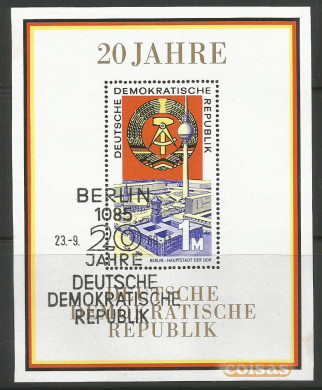 20 JAHRE
DEUTSCHE
DEMOKRATISCHE
REPUBLIK
1 M
BERLIN · HAUPTSTADT DER DDR
BERLIN
1085
23.-9.
20
JAHRE
DEUTSCHE
DEMOKRATISCHE
REPUBLIK
DEUTSCHE
DEMOKRATISCHE
REPUBLIK
coisas